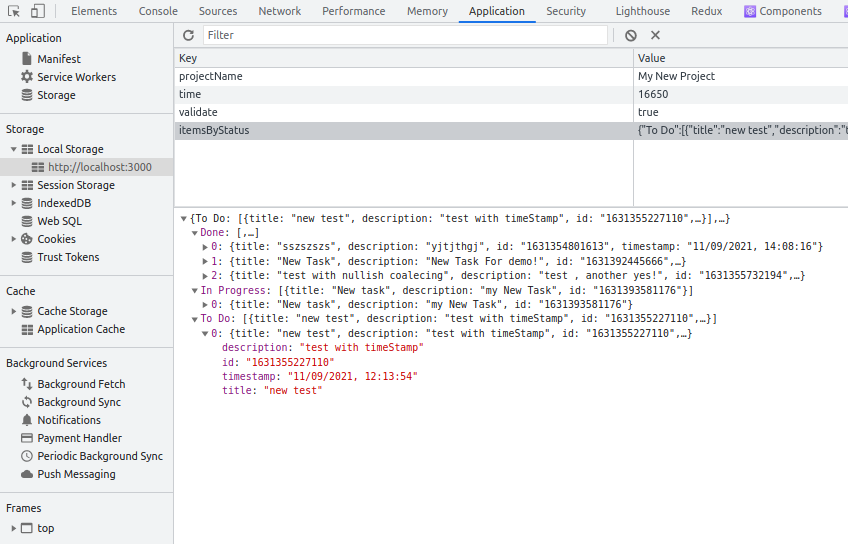 Elements Console Sources Network Performance Memory Application Security Lighthouse Redux Components
Application
Manifest
Service Workers
Storage
Storage
Local Storage
http://localhost:3000
Session Storage
IndexedDB
Web SQL
Cookies
Trust Tokens
Cache
Cache Storage
Application Cache
Background Services
Background Fetch
Background Sync
Notifications
Payment Handler
Periodic Background Sync
Push Messaging
Frames
top
Filter
Key Value
projectName My New Project
time 16650
validate true
itemsByStatus {"To Do":[{"title":"new test","description":"t
{To Do: [{title: "new test", description: "test with timeStamp", id: "1631355227110",…}],…}
Done: [,…]
0: {title: "sszszszs", description: "yjtjthgj", id: "1631354801613", timestamp: "11/09/2021, 14:08:16"}
1: {title: "New Task", description: "New Task For demo!", id: "1631392445666",…}
2: {title: "test with nullish coalecing", description: "test , another yes!", id: "1631355732194",…}
In Progress: [{title: "New task", description: "my New Task", id: "1631393581176"}]
0: {title: "New task", description: "my New Task", id: "1631393581176"}
To Do: [{title: "new test", description: "test with timeStamp", id: "1631355227110",…}]
0: {title: "new test", description: "test with timeStamp", id: "1631355227110",…}
description: "test with timeStamp"
id: "1631355227110"
timestamp: "11/09/2021, 12:13:54"
title: "new test"